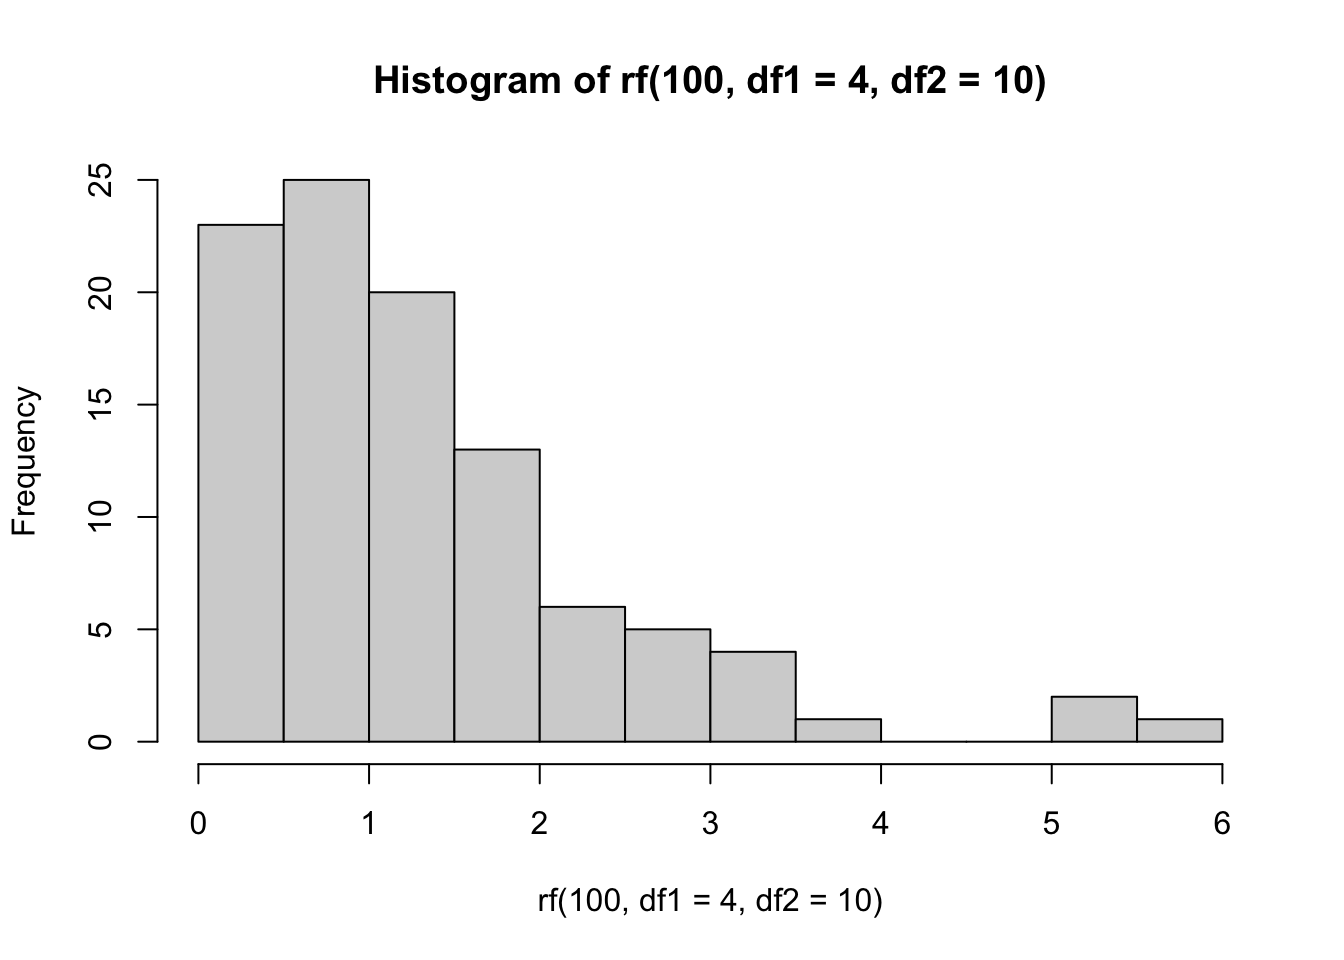 Histogram of rf(100, df1 = 4, df2 = 10)
Frequency
25
20
15
10
5
0
0 1 2 3 4 5 6
rf(100, df1 = 4, df2 = 10)